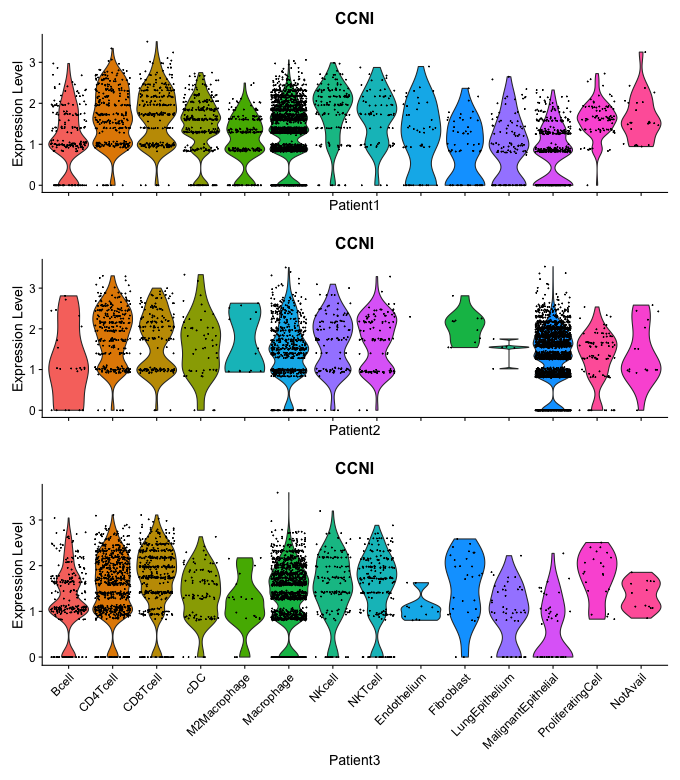 CCNI
Expression Level
3
2
1
0
Patient1
CCNI
Expression Level
3
2
1
0
Patient2
CCNI
Expression Level
3
2
1
0
Bcell
CD4Tcell
CD8Tcell
cDC
M2Macrophage
Macrophage
NKcell
NKTcell
Endothelium
Fibroblast
LungEpithelium
MalignantEpithelial
ProliferatingCell
NotAvail
Patient3